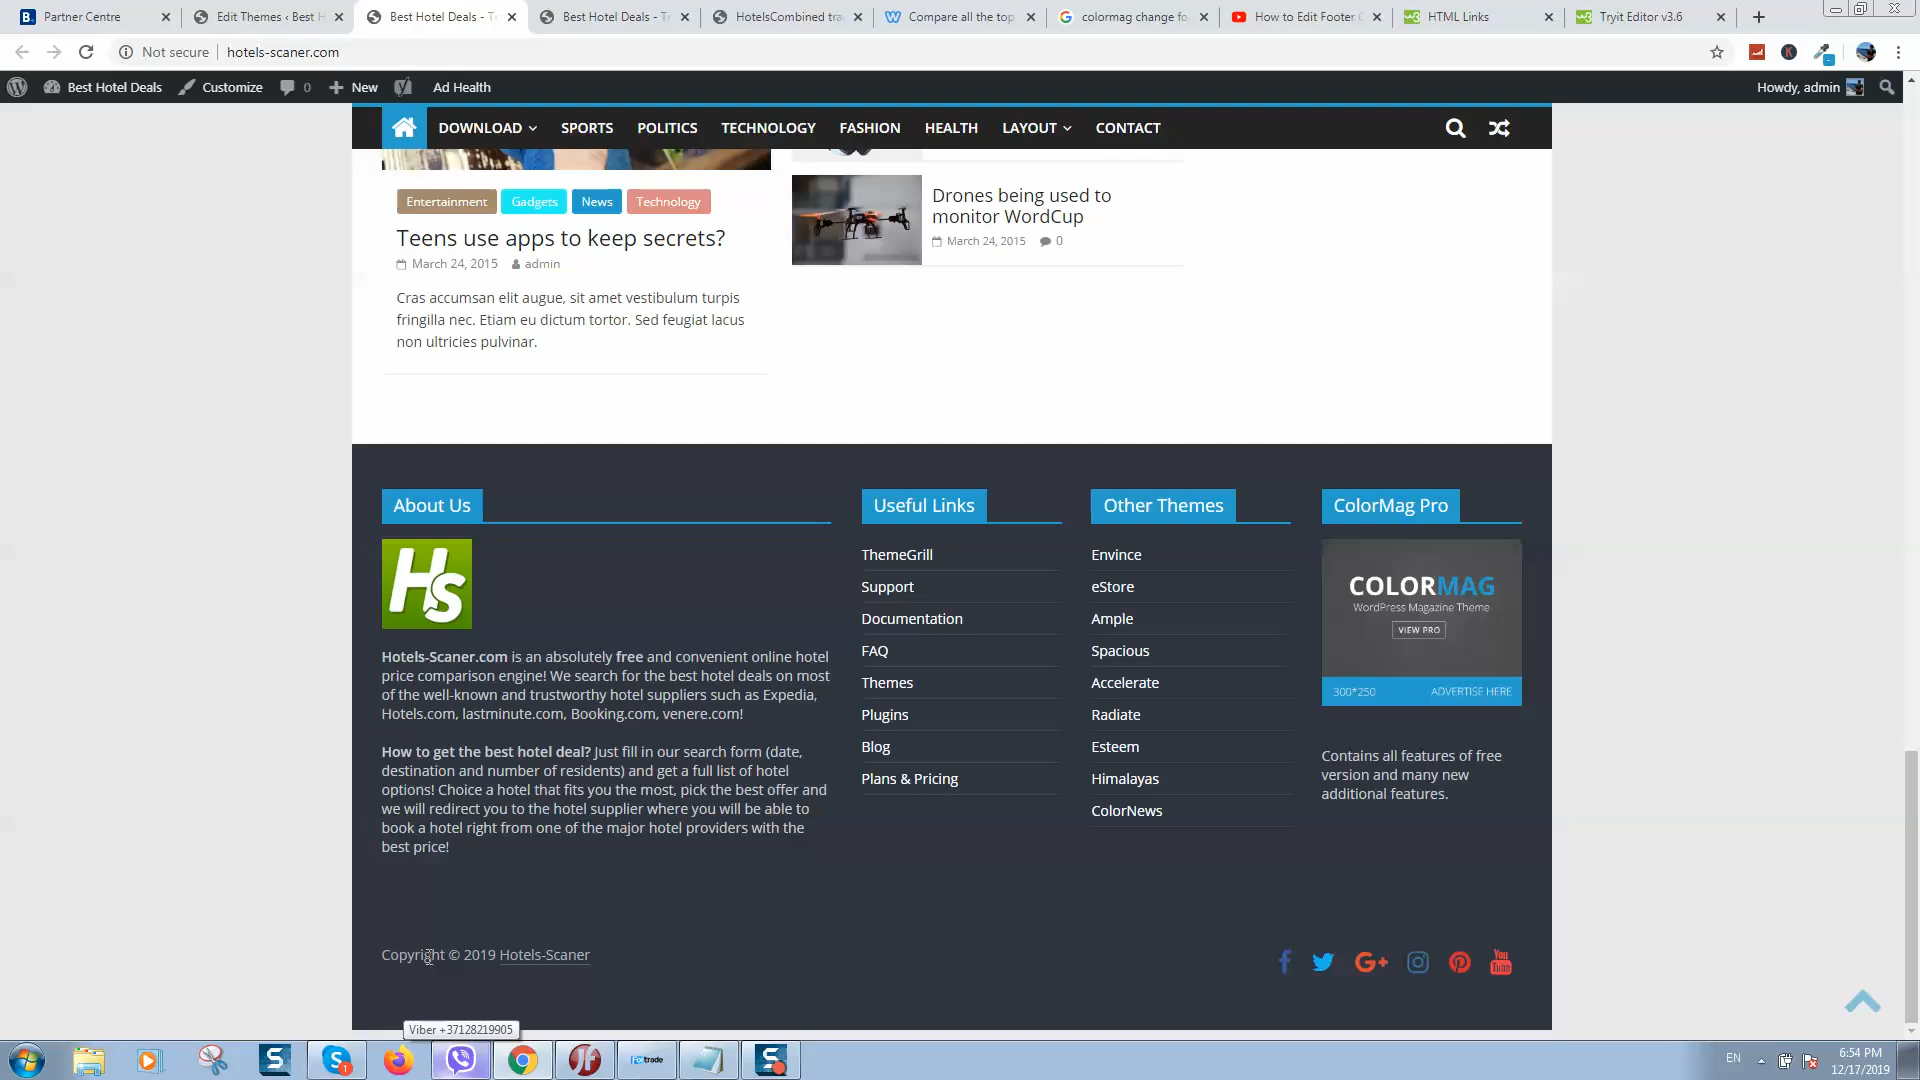 Partner Centre
Edit Themes ‹ Best H
Best Hotel Deals - T
Best Hotel Deals - T
HotelsCombined tra
Compare all the top
colormag change fo
How to Edit Footer C
HTML Links
Tryit Editor v3.6
Not secure
hotels-scaner.com
Best Hotel Deals
Customize
0
New
Ad Health
Howdy, admin
DOWNLOAD
SPORTS
POLITICS
TECHNOLOGY
FASHION
HEALTH
LAYOUT
CONTACT
Entertainment
Gadgets
News
Technology
Teens use apps to keep secrets?
March 24, 2015
admin
Cras accumsan elit augue, sit amet vestibulum turpis
fringilla nec. Etiam eu dictum tortor. Sed feugiat lacus
non ultricies pulvinar.
Drones being used to
monitor WordCup
March 24, 2015
0
About Us
Hs
Hotels-Scaner.com is an absolutely free and convenient online hotel
price comparison engine! We search for the best hotel deals on most
of the well-known and trustworthy hotel suppliers such as Expedia,
Hotels.com, lastminute.com, Booking.com, venere.com!
How to get the best hotel deal? Just fill in our search form (date,
destination and number of residents) and get a full list of hotel
options! Choice a hotel that fits you the most, pick the best offer and
we will redirect you to the hotel supplier where you will be able to
book a hotel right from one of the major hotel providers with the
best price!
Useful Links
ThemeGrill
Support
Documentation
FAQ
Themes
Plugins
Blog
Plans & Pricing
Other Themes
Envince
eStore
Ample
Spacious
Accelerate
Radiate
Esteem
Himalayas
ColorNews
ColorMag Pro
COLORMAG
WordPress Magazine Theme
VIEW PRO
300*250
ADVERTISE HERE
Contains all features of free
version and many new
additional features.
Copyright © 2019 Hotels-Scaner
You
Tube
Viber +37128219905
Fortrade
EN
6:54 PM
12/17/2019